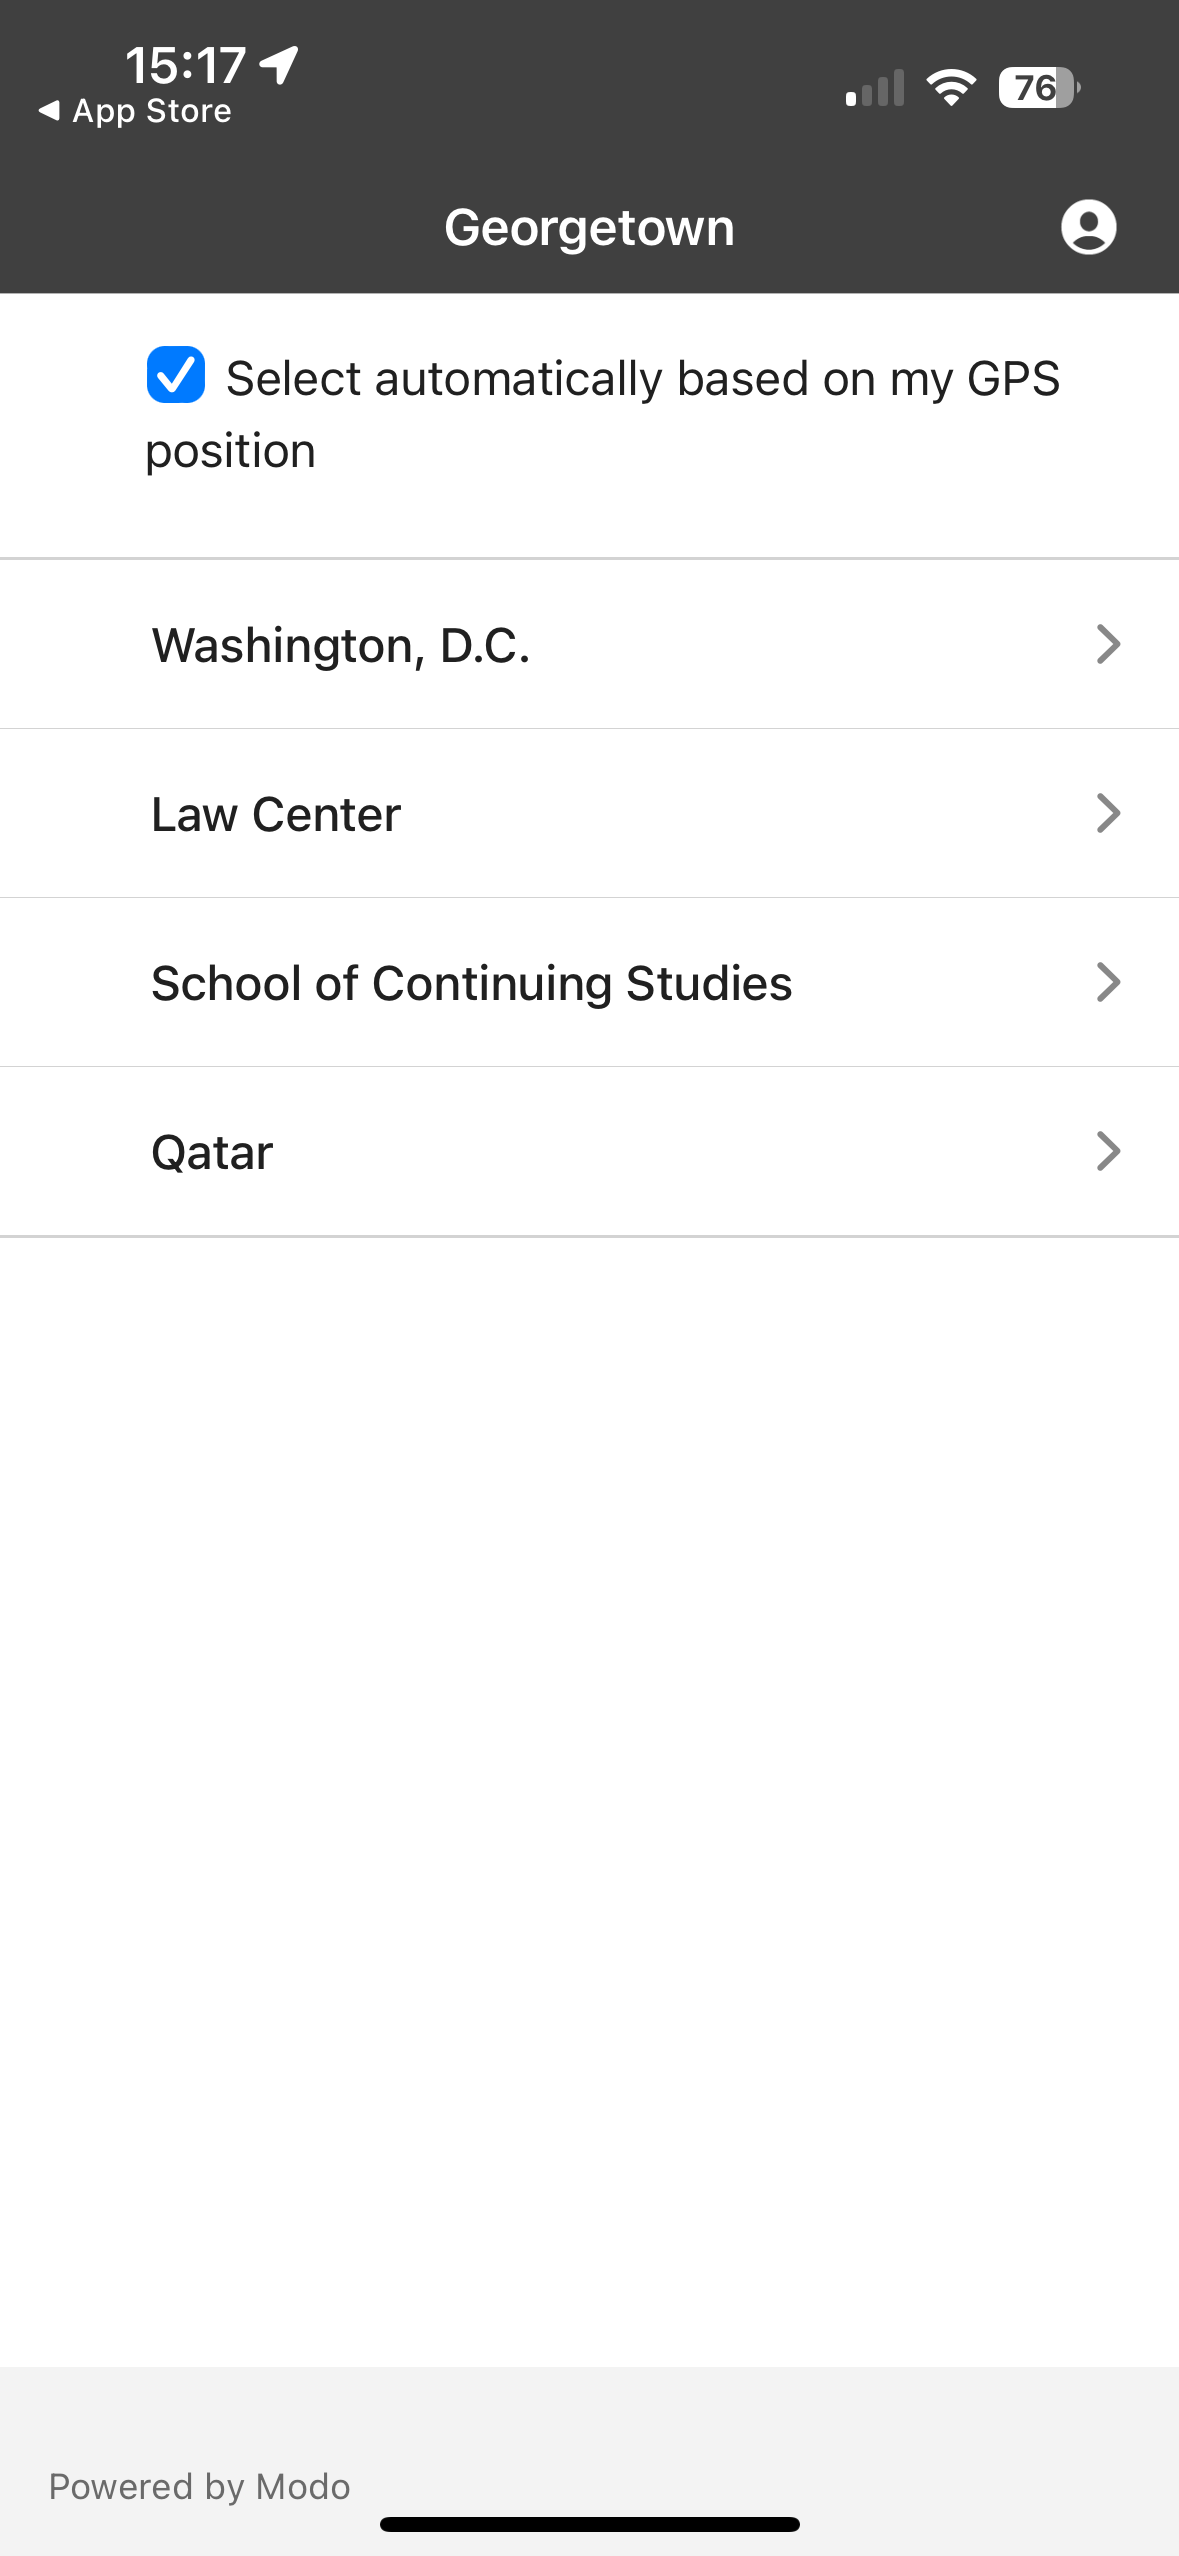 15:17
App Store
76
Georgetown
Select automatically based on my GPS
position
Washington, D.C.
Law Center
School of Continuing Studies
Qatar
Powered by Modo